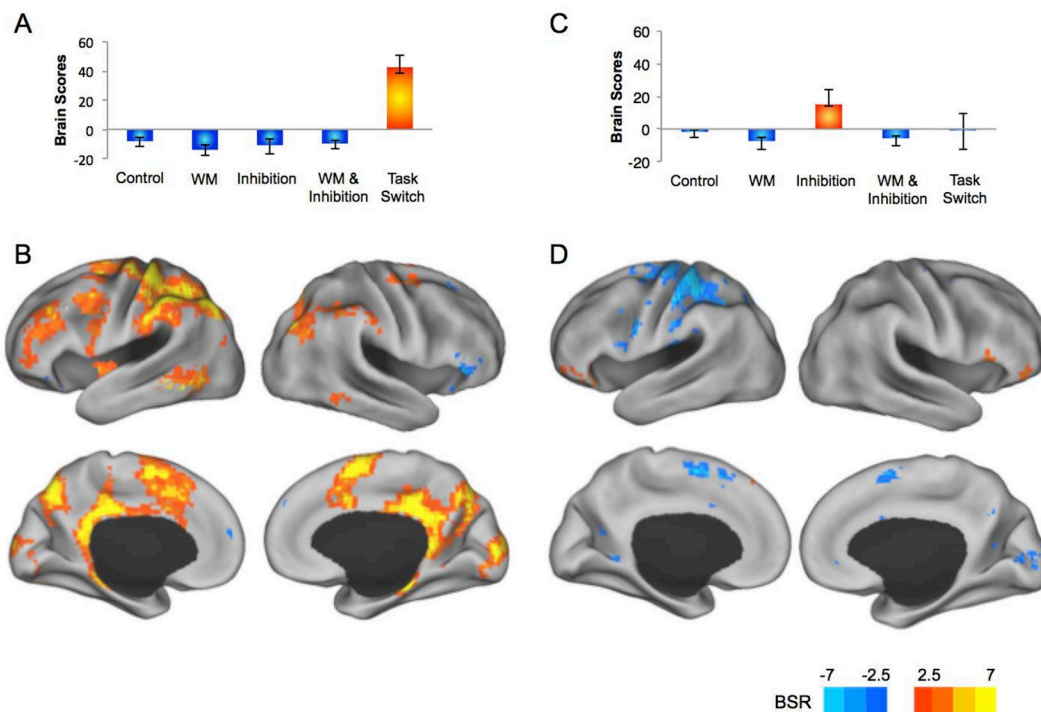 A
Brain Scores
60
40
20
0
-20
Control
WM
Inhibition
WM &
Inhibition
Task
Switch
C
Brain Scores
60
40
20
0
-20
Control
WM
Inhibition
WM &
Inhibition
Task
Switch
B
D
-7 -2.5 2.5 7
BSR